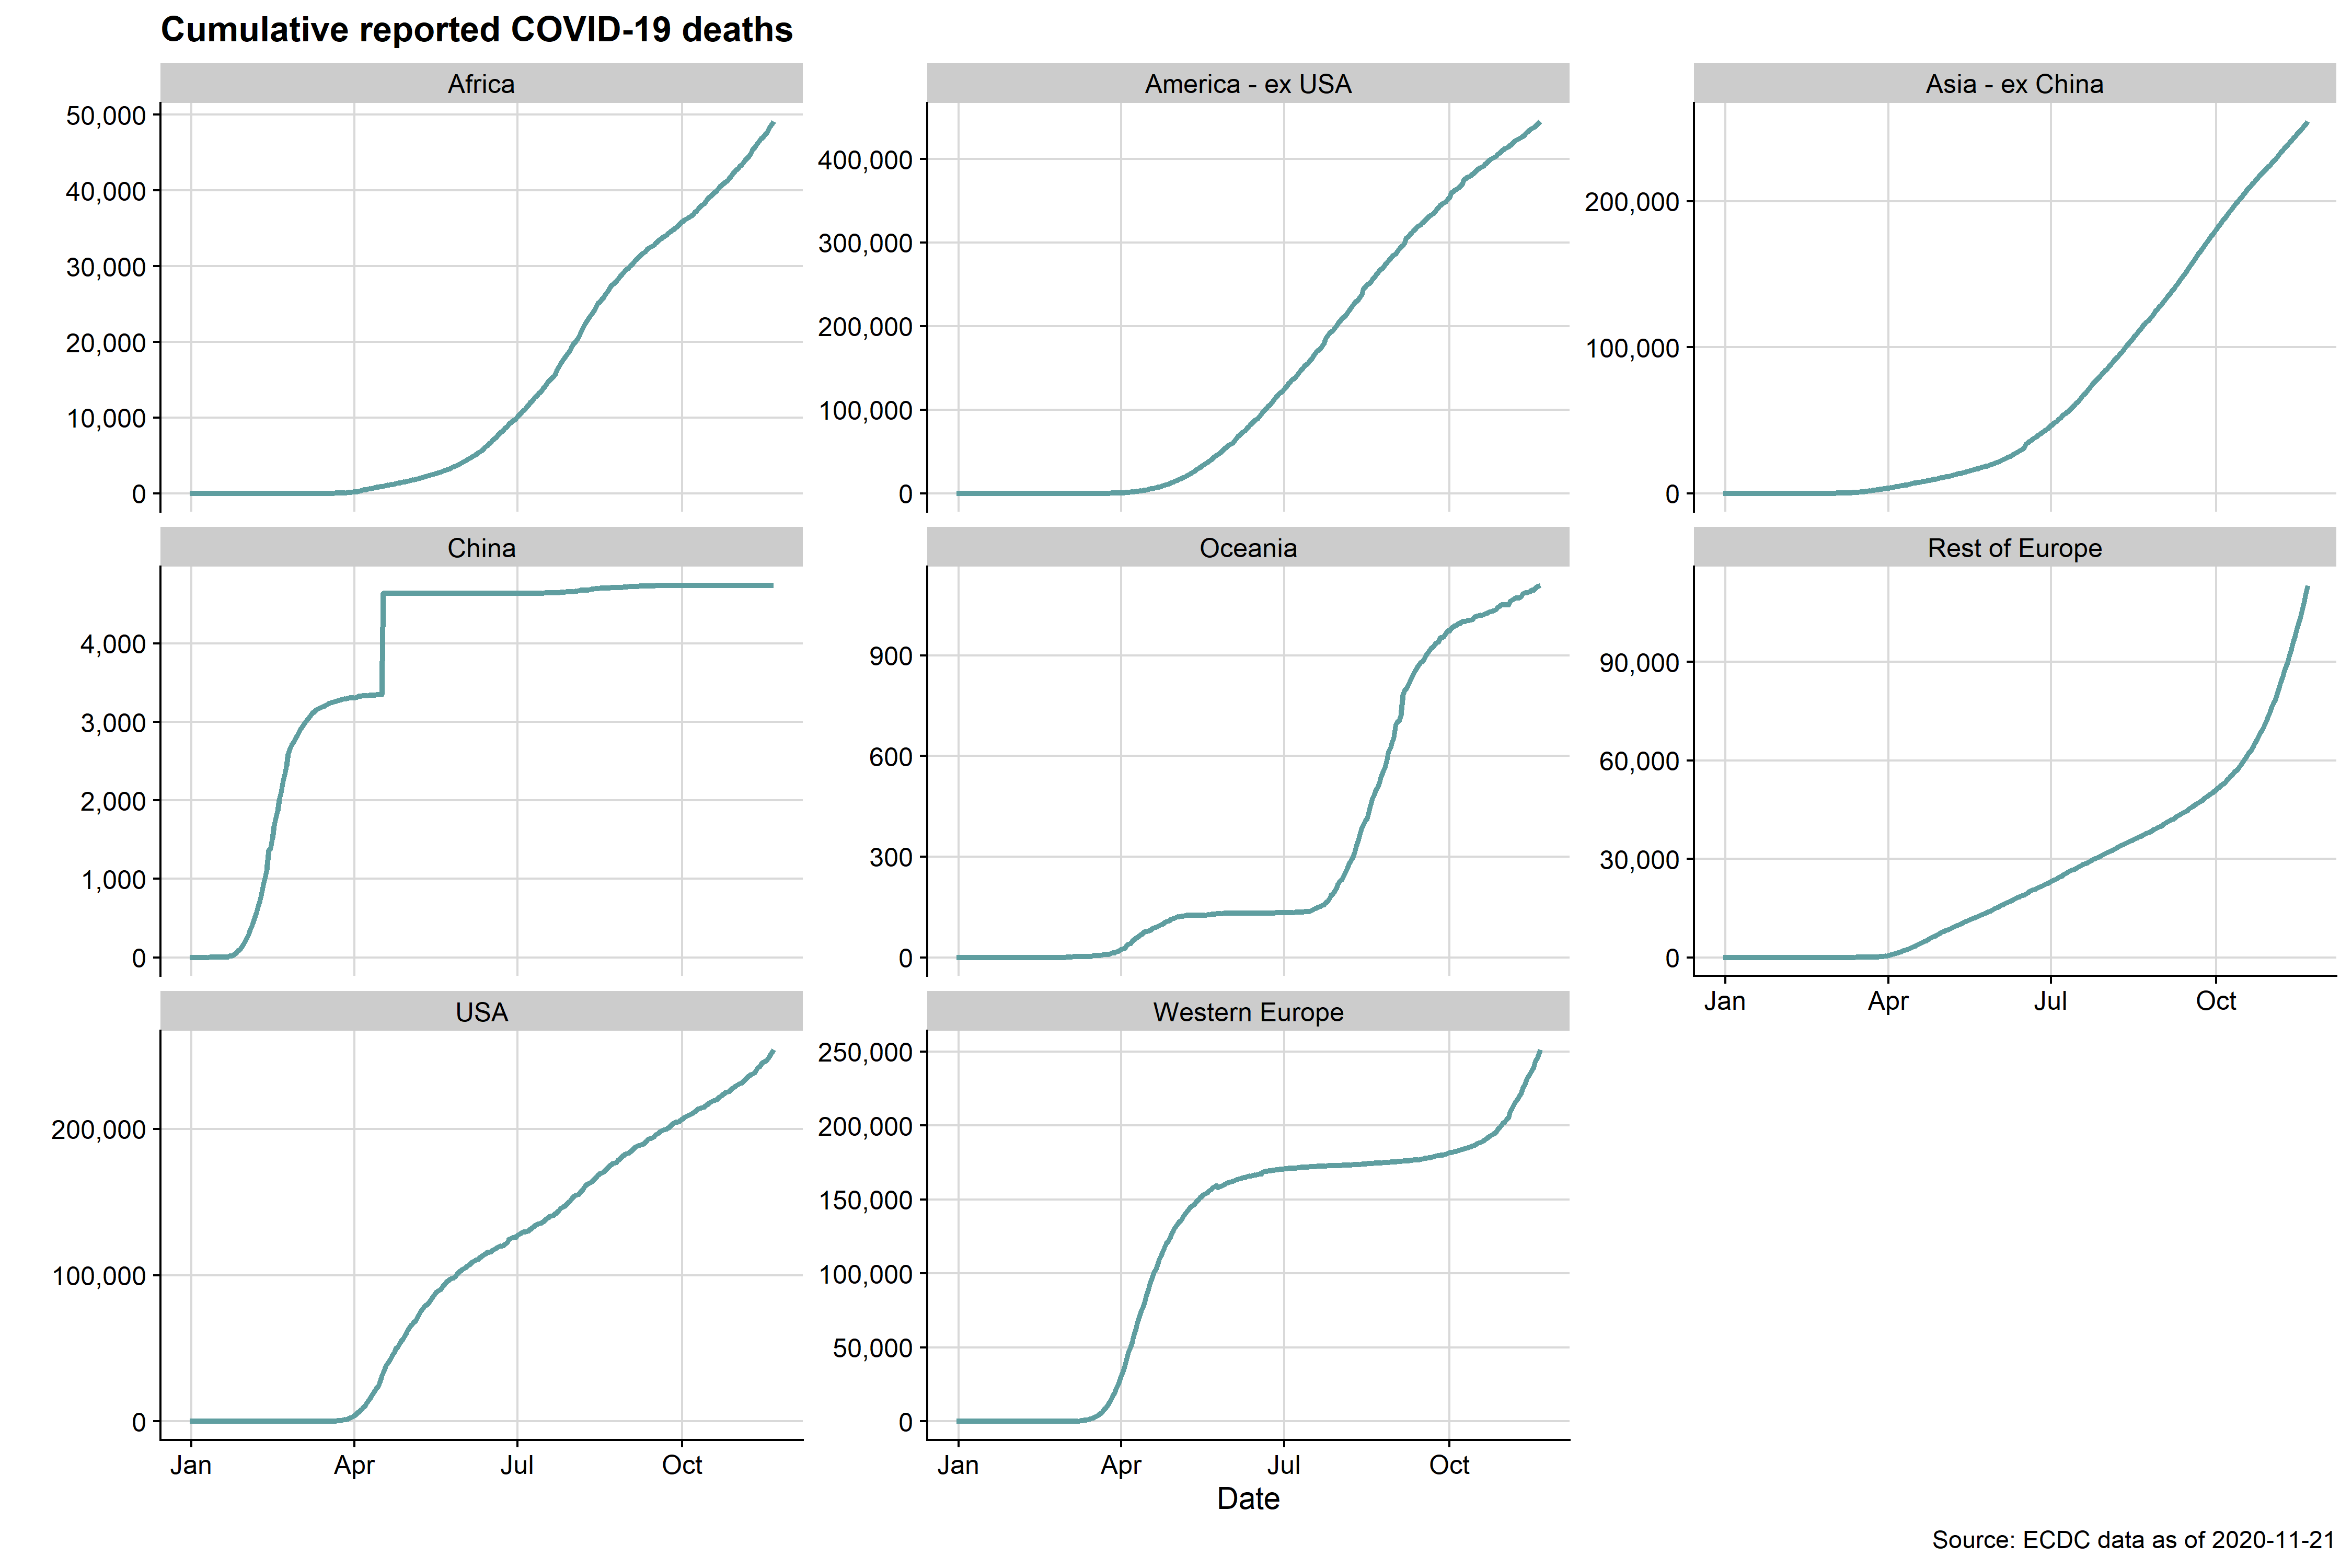 Cumulative reported COVID-19 deaths
Africa
50,000
40,000
30,000
20,000
10,000
0
America - ex USA
400,000
300,000
200,000
100,000
0
Asia - ex China
200,000
100,000
0
China
4,000
3,000
2,000
1,000
0
Oceania
900
600
300
0
Rest of Europe
90,000
60,000
30,000
0
Jan Apr Jul Oct
USA
200,000
100,000
0
Jan Apr Jul Oct
Western Europe
250,000
200,000
150,000
100,000
50,000
0
Jan Apr Jul Oct
Date
Source: ECDC data as of 2020-11-21